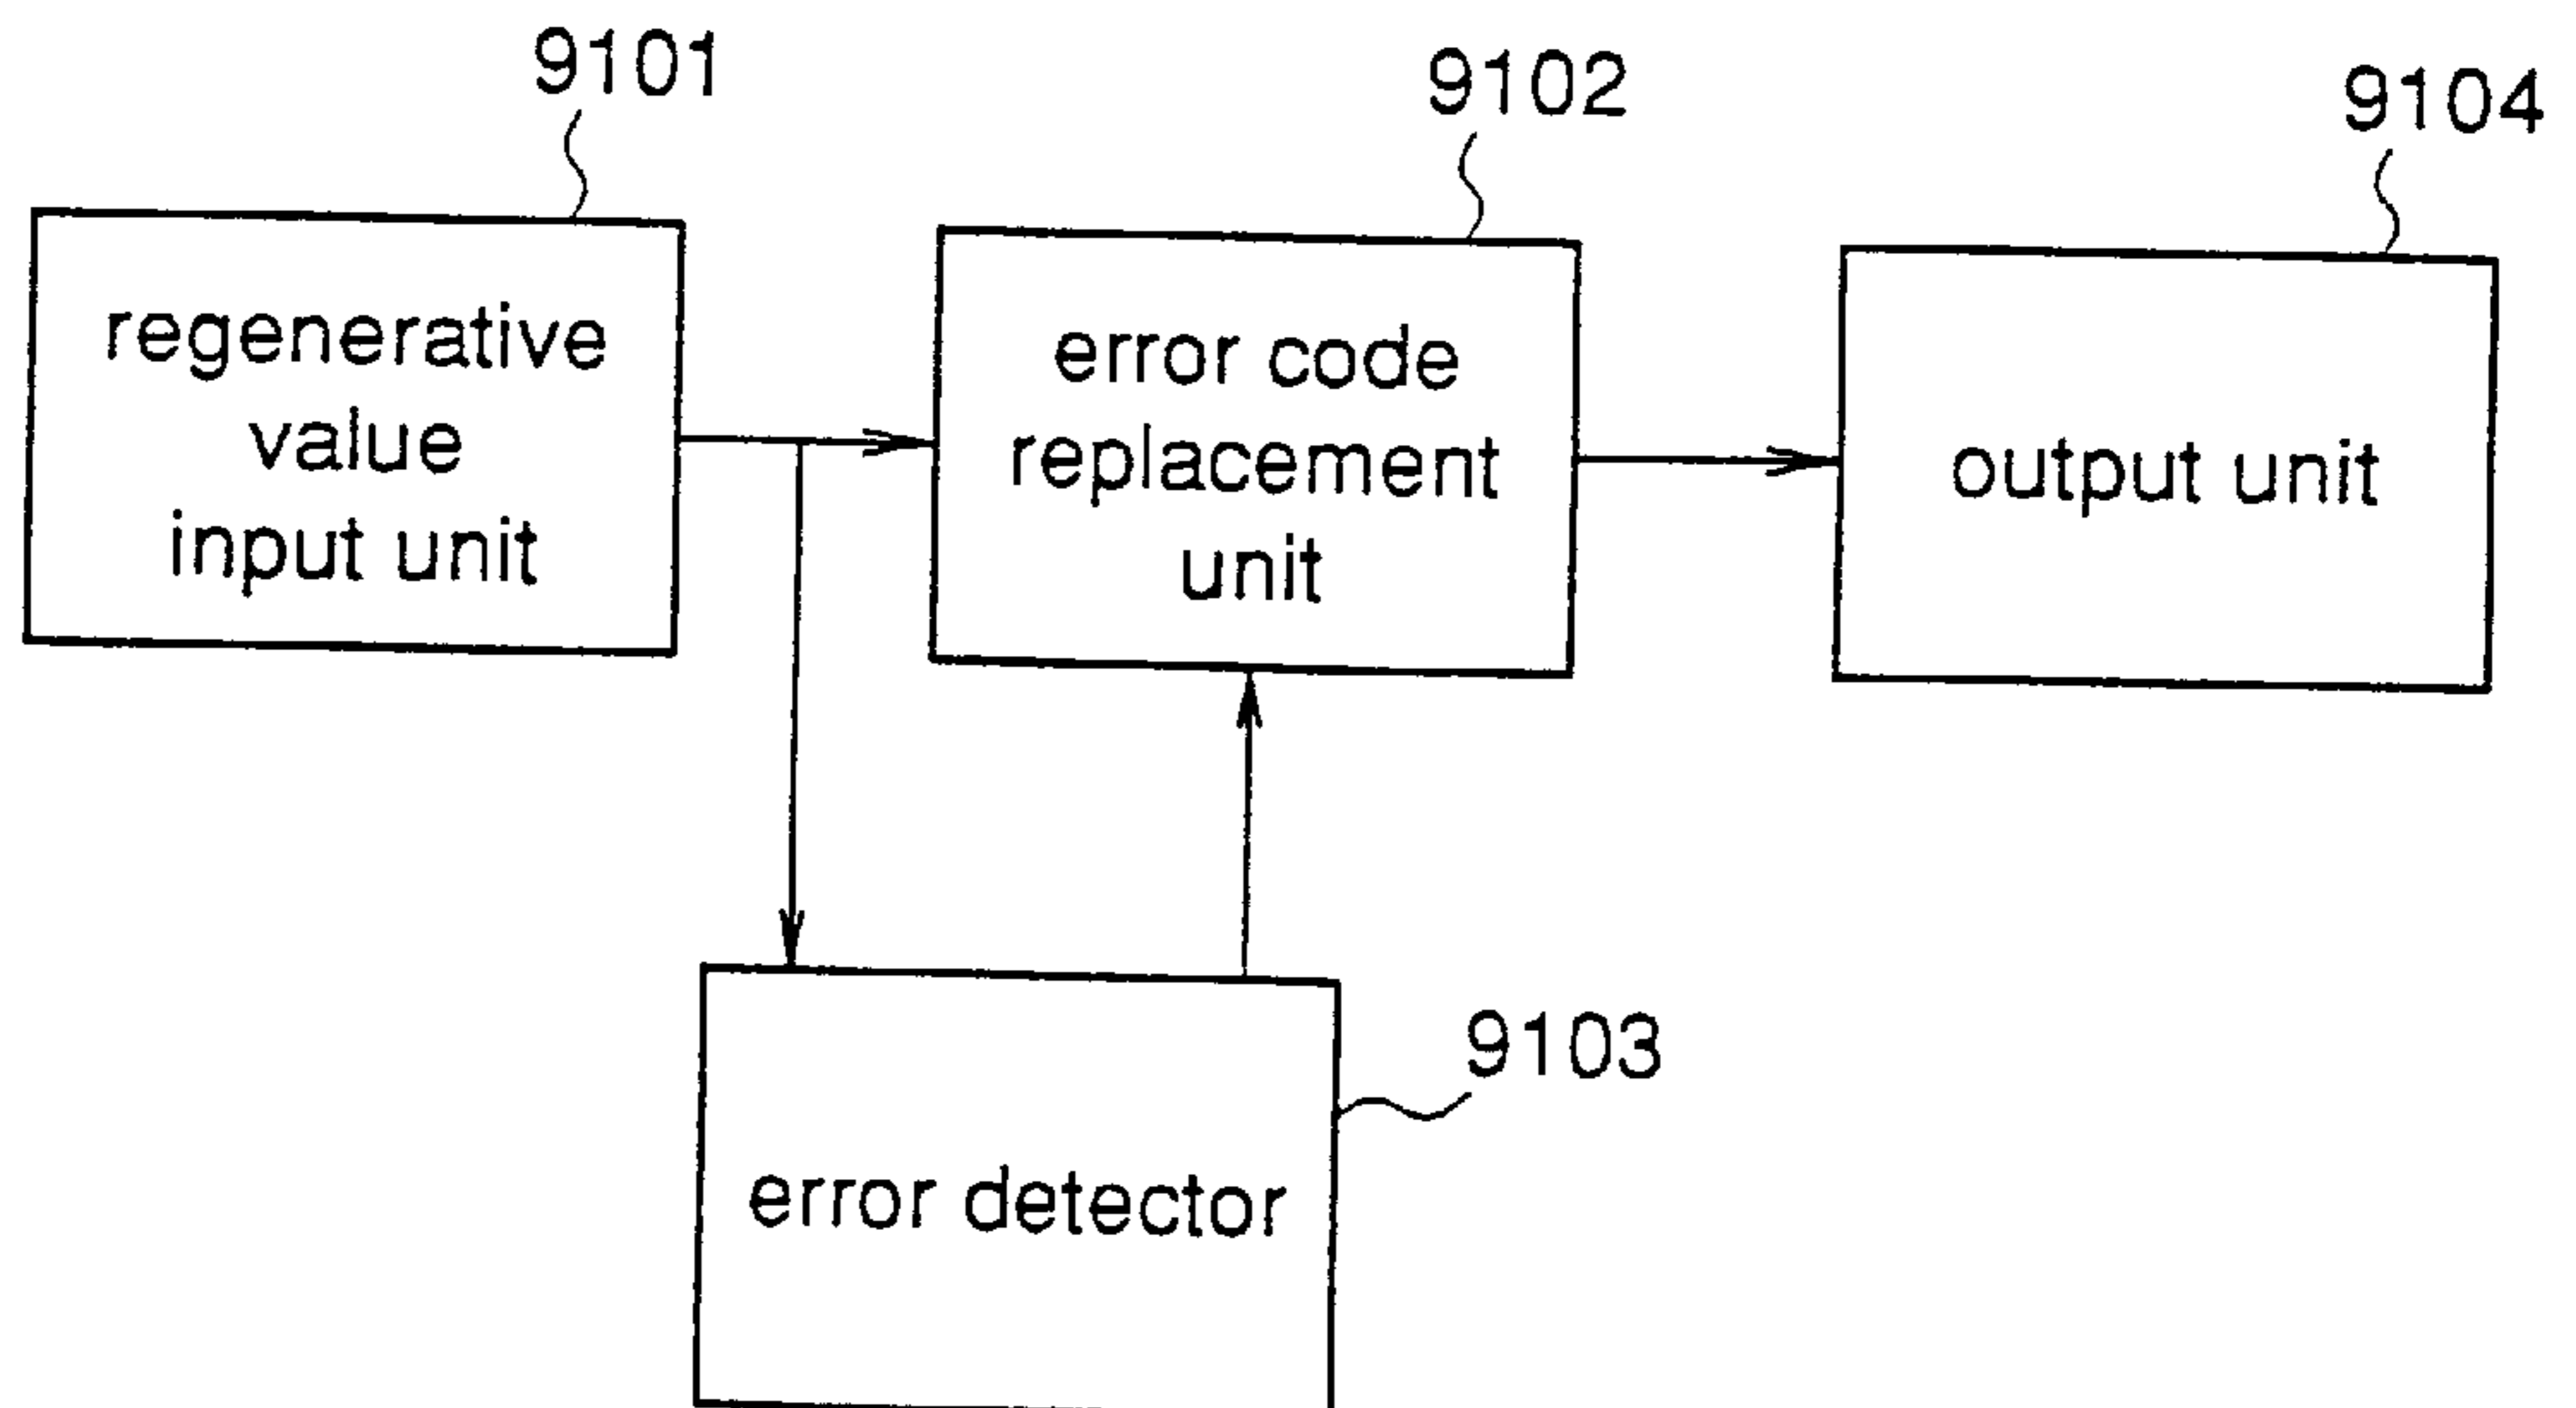 9101
9102
9104
regenerative
value
input unit
error code
replacement
unit
output unit
9103
error detector